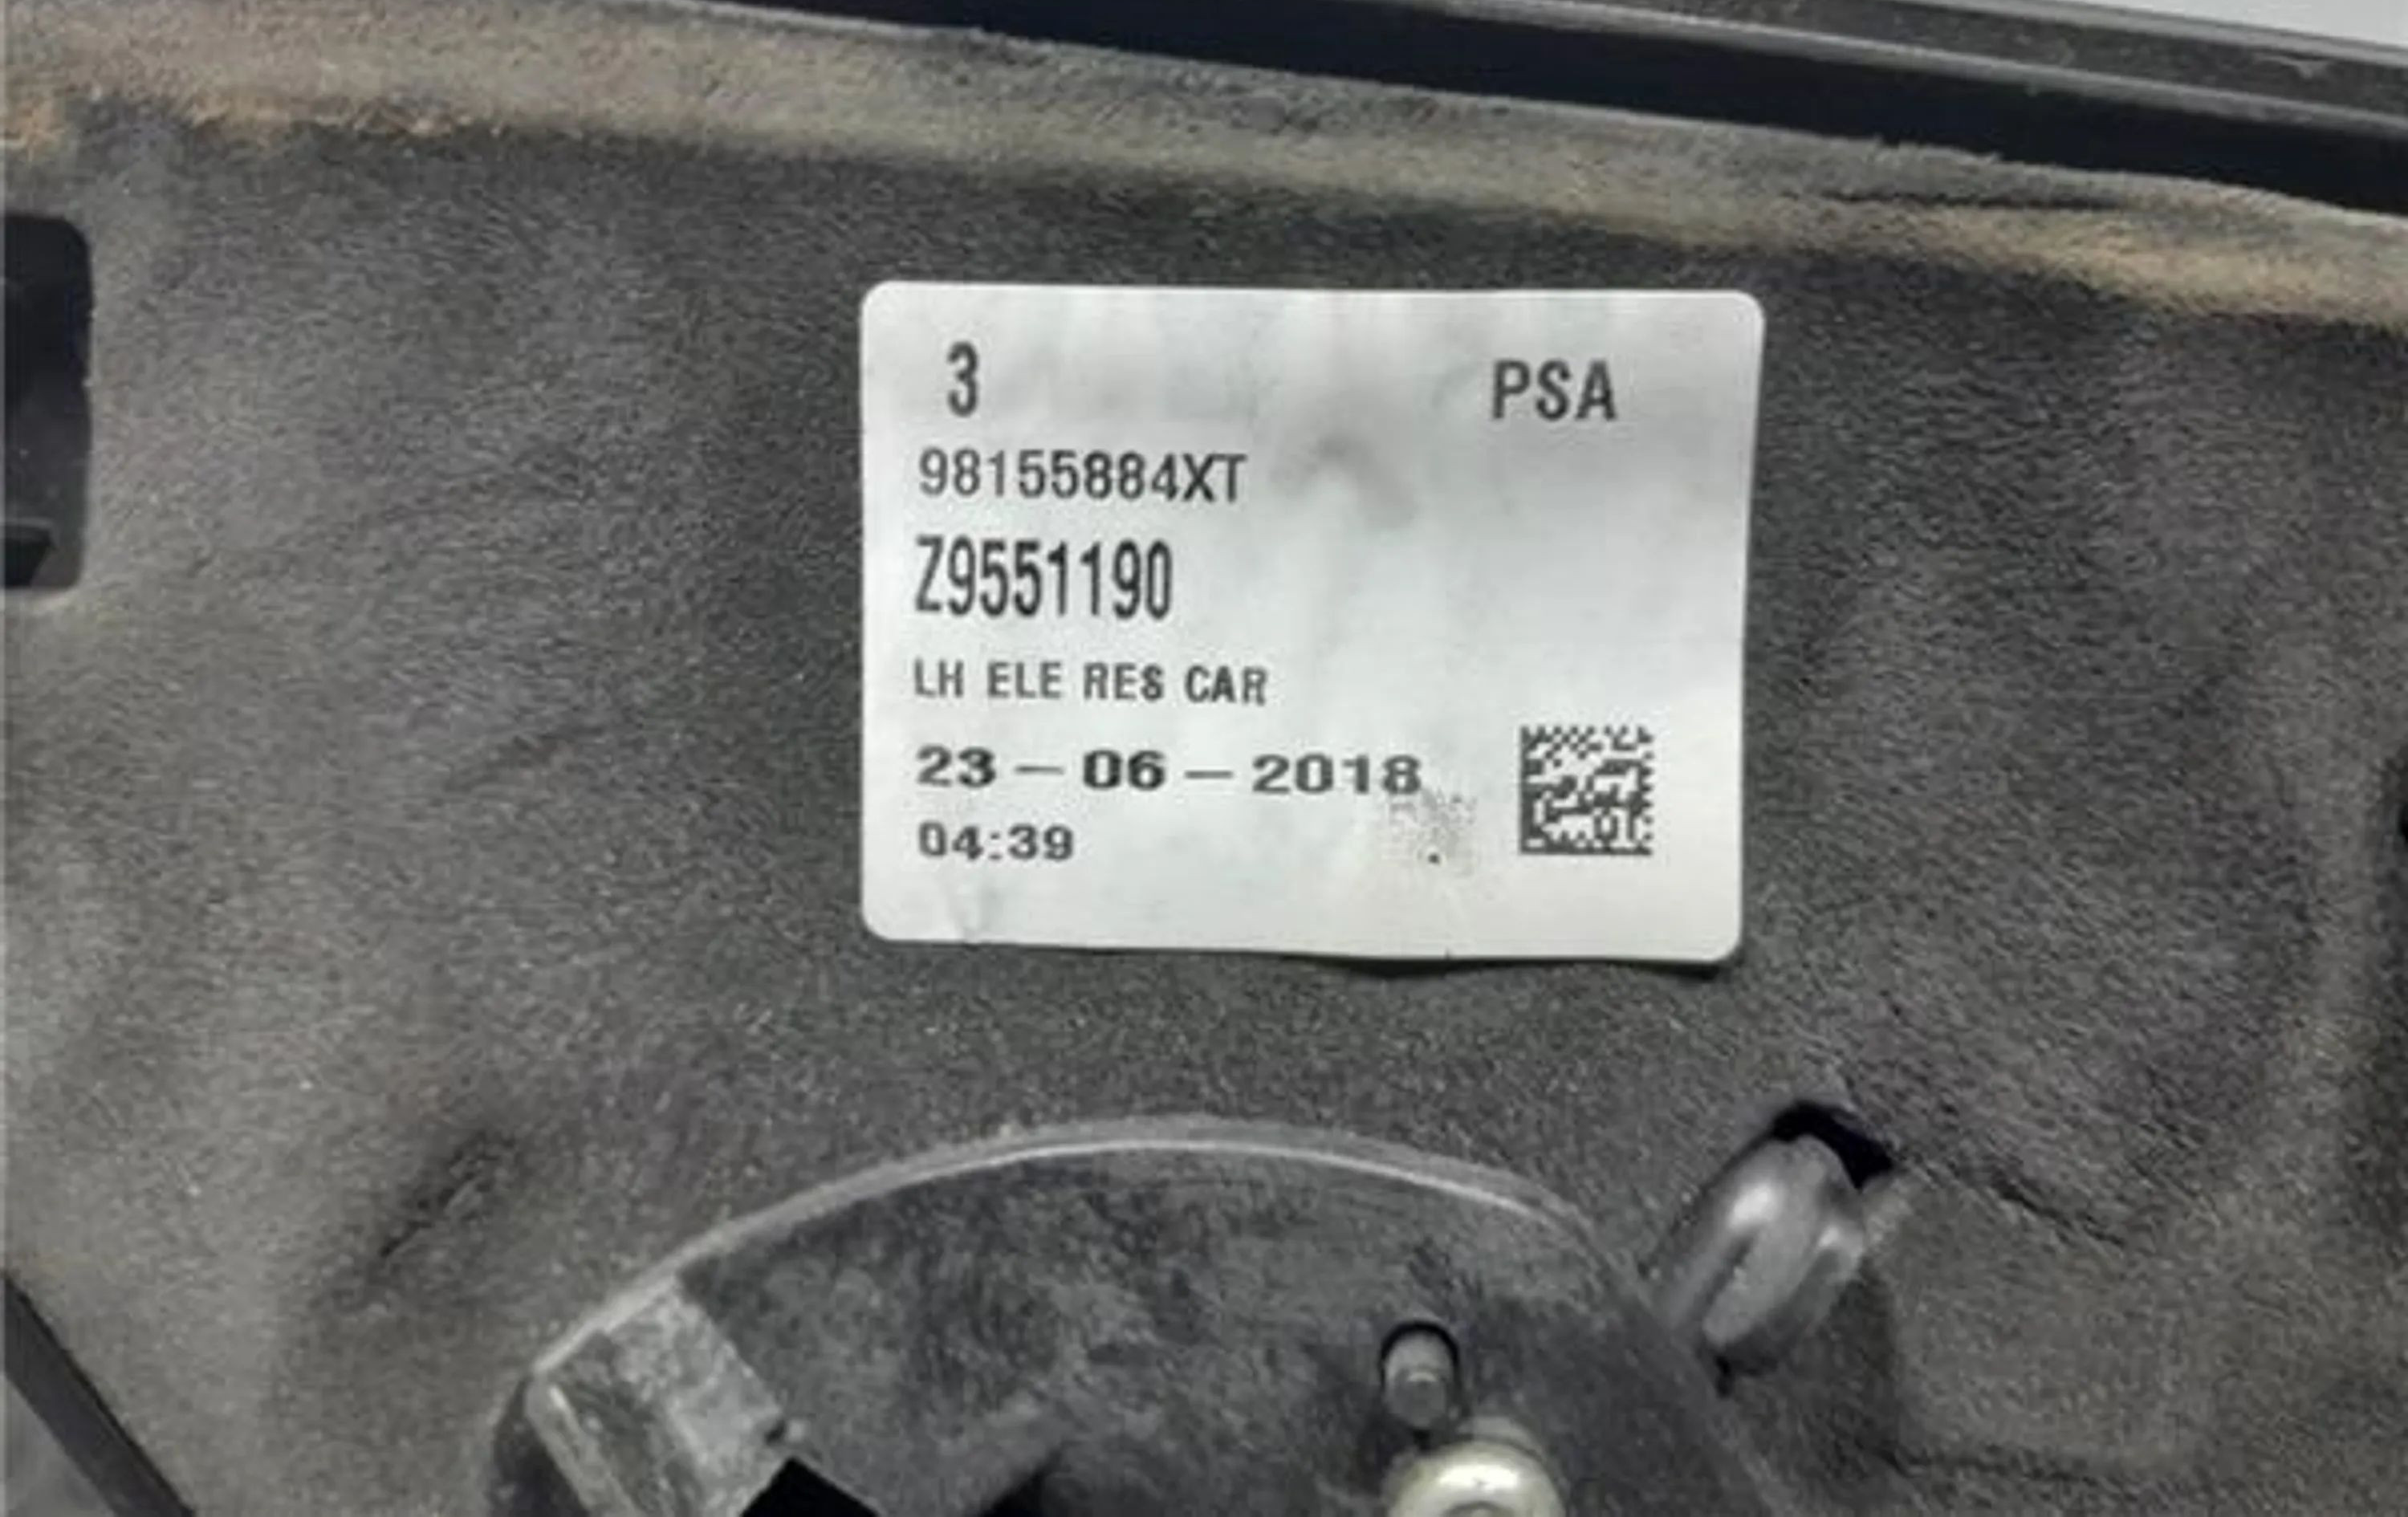 3 PSA
98155884XT
Z9551190
LH ELE RES CAR
23 — 06 — 2018
04:39